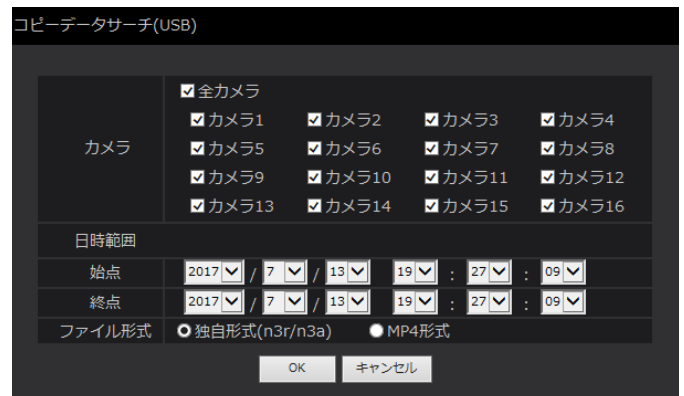 コピーデータサーチ(USB)
全カメラ
カメラ
カメラ1 カメラ2 カメラ3 カメラ4
カメラ5 カメラ6 カメラ7 カメラ8
カメラ9 カメラ10 カメラ11 カメラ12
カメラ13 カメラ14 カメラ15 カメラ16
日時範囲
始点 2017 / 7 / 13 19 : 27 : 09
終点 2017 / 7 / 13 19 : 27 : 09
ファイル形式 独自形式(n3r/n3a) MP4形式
OK キャンセル